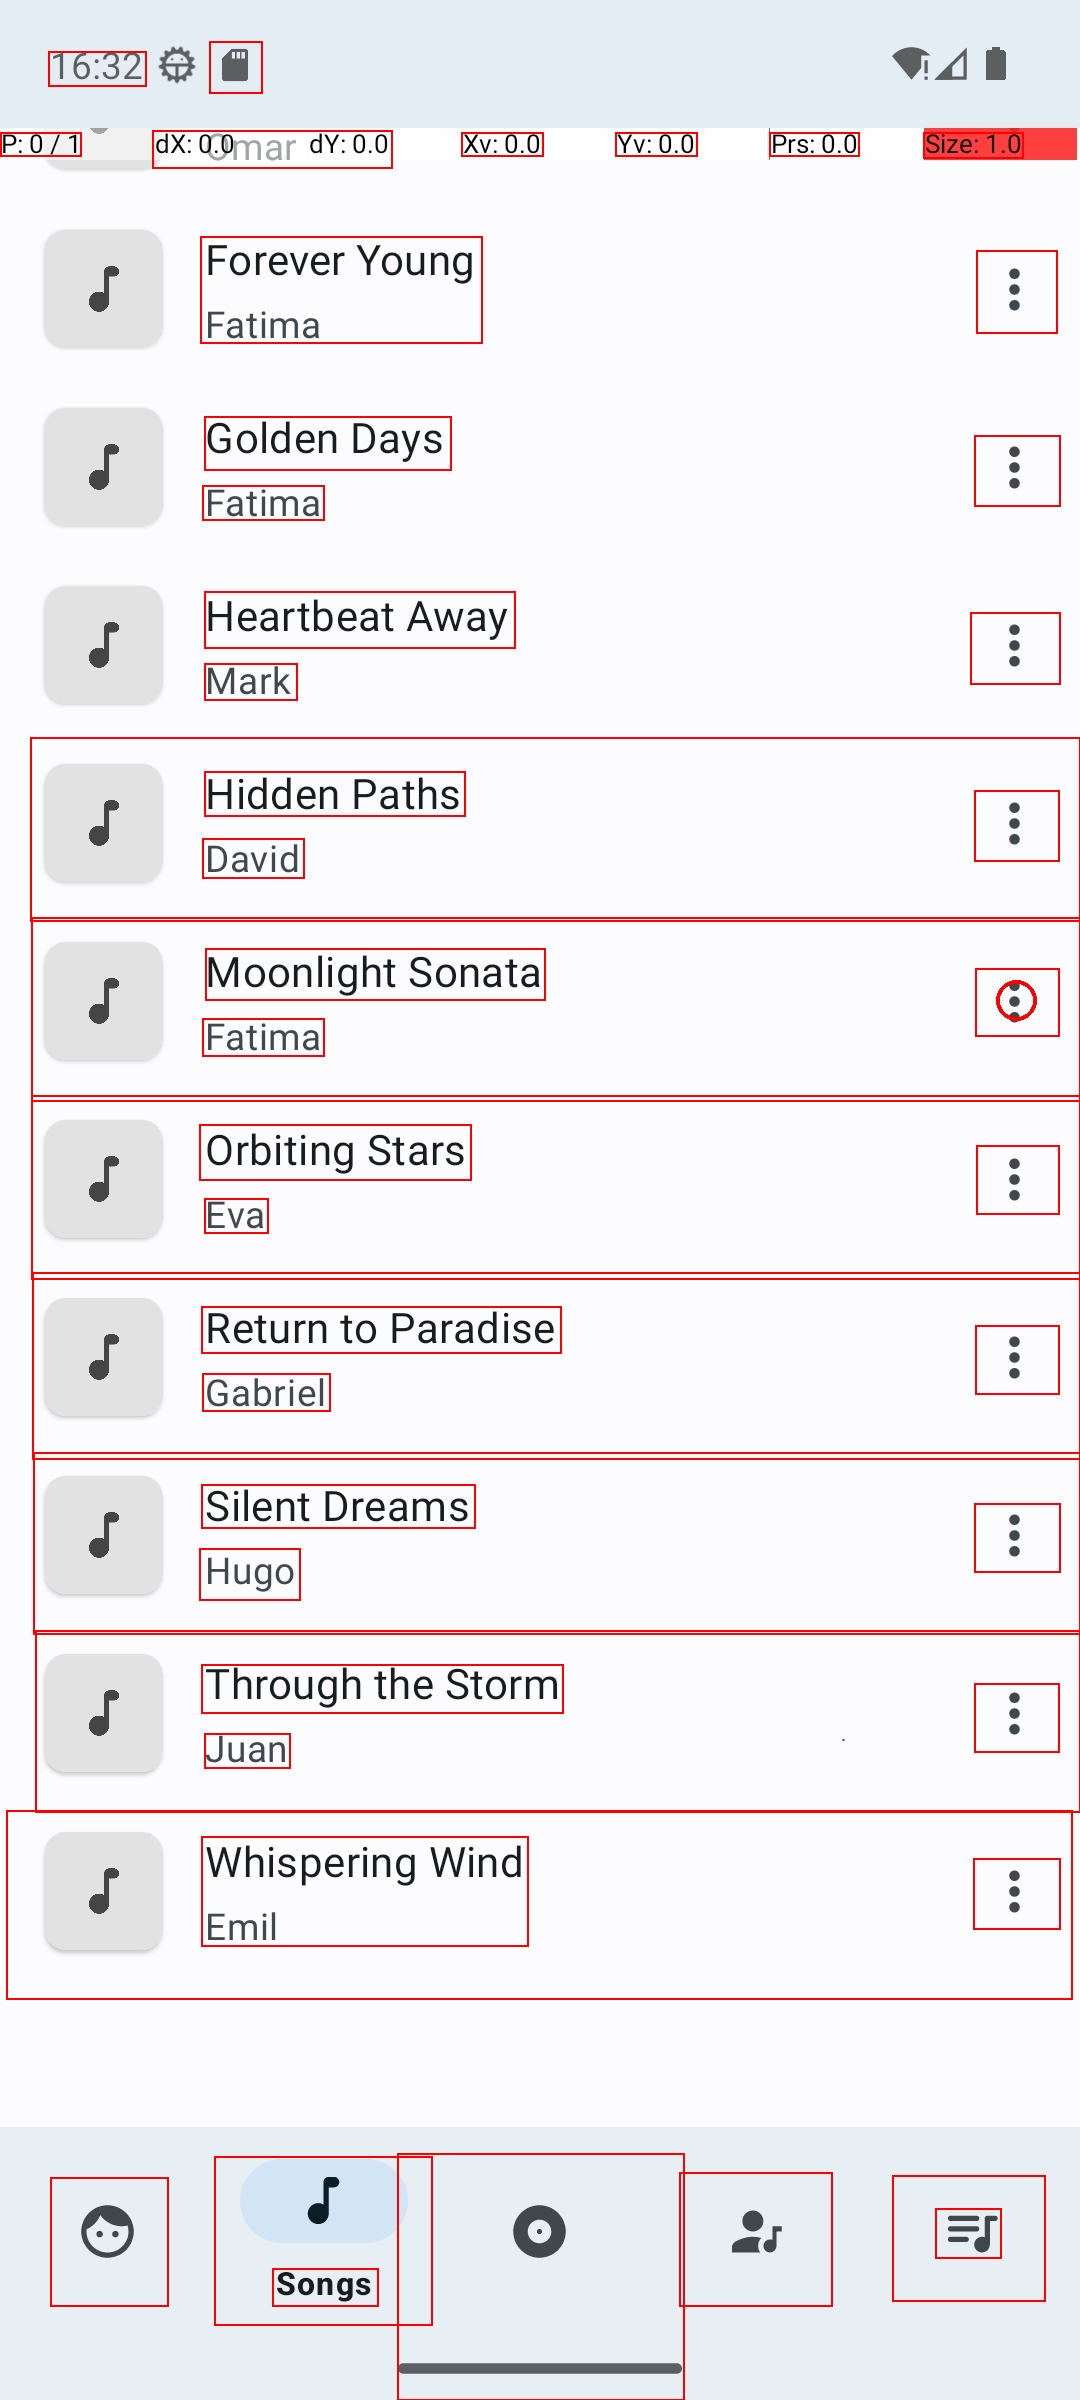 16:32
P: 0 / 1 dX: 0.0 dY: 0.0 Xv: 0.0 Yv: 0.0 Prs: 0.0 Size: 1.0
Omar
Forever Young
Fatima
Golden Days
Fatima
Heartbeat Away
Mark
Hidden Paths
David
Moonlight Sonata
Fatima
Orbiting Stars
Eva
Return to Paradise
Gabriel
Silent Dreams
Hugo
Through the Storm
Juan
Whispering Wind
Emil
Songs